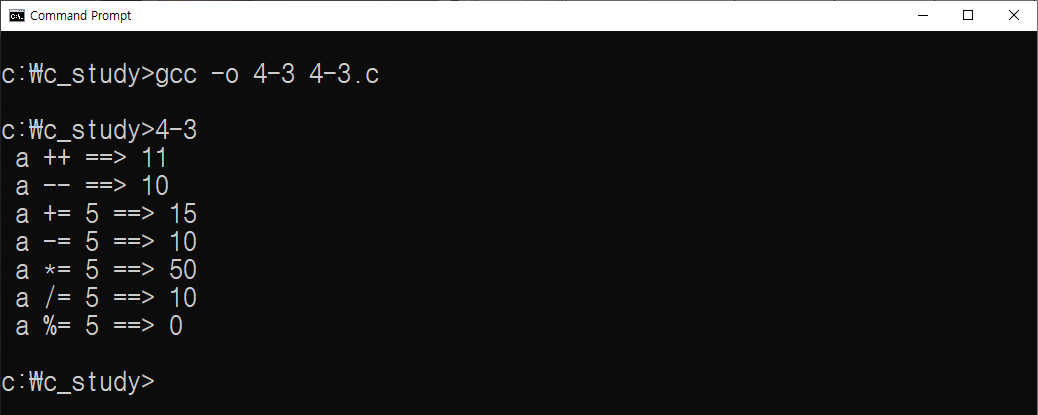 Command Prompt
c:₩c_study>gcc -o 4-3 4-3.c
c:₩c_study>4-3
a ++ ==> 11
a -- ==> 10
a += 5 ==> 15
a -= 5 ==> 10
a *= 5 ==> 50
a /= 5 ==> 10
a %= 5 ==> 0
c:₩c_study>